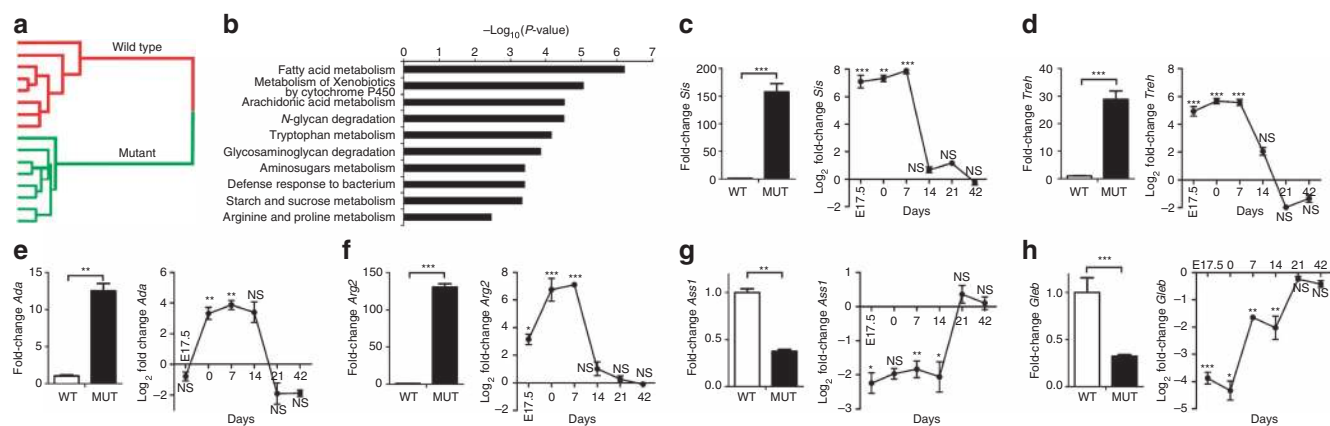 a
Wild type
Mutant
b
–Log10(P-value)
0 1 2 3 4 5 6 7
Fatty acid metabolism
Metabolism of Xenobiotics
by cytochrome P450
Arachidonic acid metabolism
N-glycan degradation
Tryptophan metabolism
Glycosaminoglycan degradation
Aminosugars metabolism
Defense response to bacterium
Starch and sucrose metabolism
Arginine and proline metabolism
c
Fold-change Sis
200
150
100
50
0
***
WT MUT
Log2 fold-change Sis
8
6
4
2
0
–2
*** ** ***
NS NS NS
E17.5 0 7 14 21 42
Days
d
Fold-change Treh
40
30
20
10
0
***
WT MUT
Log2 fold-change Treh
8
6
4
2
0
–2
*** *** ***
NS NS NS
E17.5 0 7 14 21 42
Days
e
Fold-change Ada
15
10
5
0
**
WT MUT
Log2 fold change Ada
6
4
2
0
–2
** ** NS
NS NS NS
E17.5 0 7 14 21 42
Days
f
Fold-change Arg2
150
100
50
0
***
WT MUT
Log2 fold-change Arg2
8
6
4
2
0
2
* *** ***
NS NS NS
E17.5 0 7 14 21 42
Days
g
Fold-change Ass1
1.0
0.5
0.0
**
WT MUT
Log2 fold-change Ass1
1
0
–1
–2
–3
* NS ** *
NS NS
E17.5 0 7 14 21 42
Days
h
Fold-change Gleb
1.0
0.5
0.0
***
WT MUT
Log2 fold-change Gleb
0
–1
–2
–3
–4
–5
E17.5 0 7 14 21 42
*** * ** **
NS NS
Days